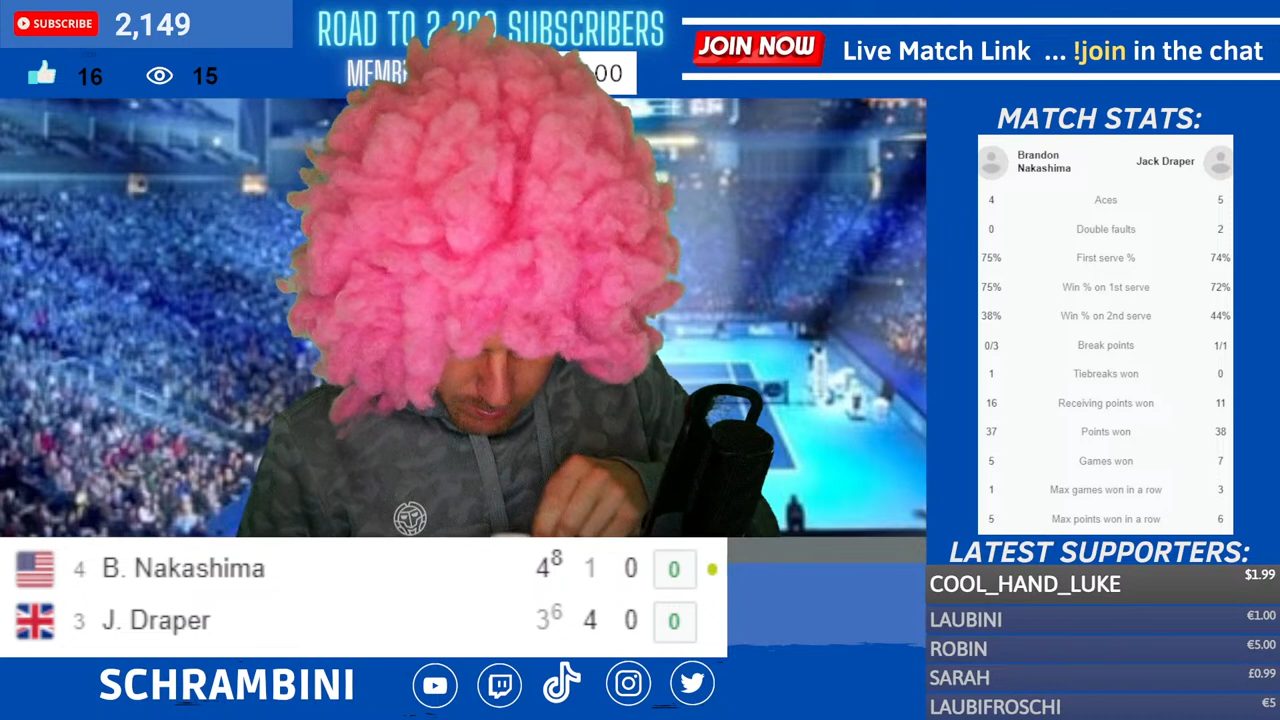 SUBSCRIBE 2,149
16 15
ROAD TO 2,200 SUBSCRIBERS
00
JOIN NOW Live Match Link ... !join in the chat
MATCH STATS:
Brandon Nakashima Jack Draper
4 Aces 5
0 Double faults 2
75% First serve % 74%
75% Win % on 1st serve 72%
38% Win % on 2nd serve 44%
0/3 Break points 1/1
1 Tiebreaks won 0
16 Receiving points won 11
37 Points won 38
5 Games won 7
1 Max games won in a row 3
5 Max points won in a row 6
4 B. Nakashima 4⁸ 1 0 0
3 J. Draper 3⁶ 4 0 0
LATEST SUPPORTERS:
COOL_HAND_LUKE $1.99
LAUBINI €1.00
ROBIN €5.00
SARAH £0.99
LAUBIFROSCHI €5
SCHRAMBINI